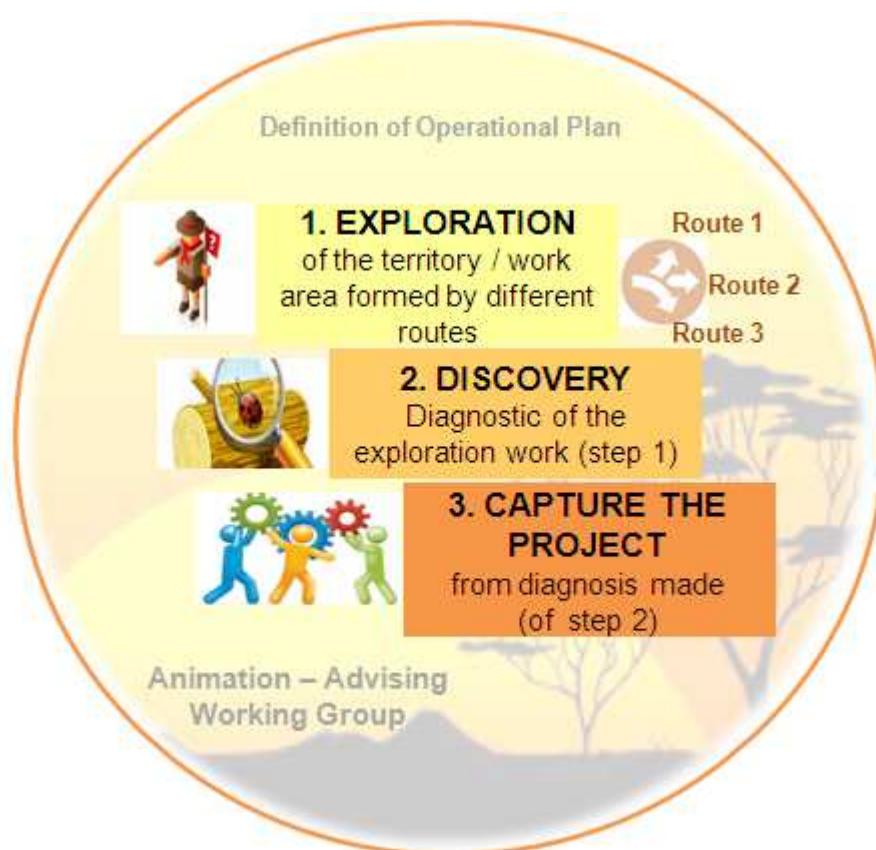 Definition of Operational Plan
1. EXPLORATION
of the territory / work
area formed by different
routes
Route 1
Route 2
Route 3
2. DISCOVERY
Diagnostic of the
exploration work (step 1)
3. CAPTURE THE
PROJECT
from diagnosis made
(of step 2)
Animation – Advising
Working Group